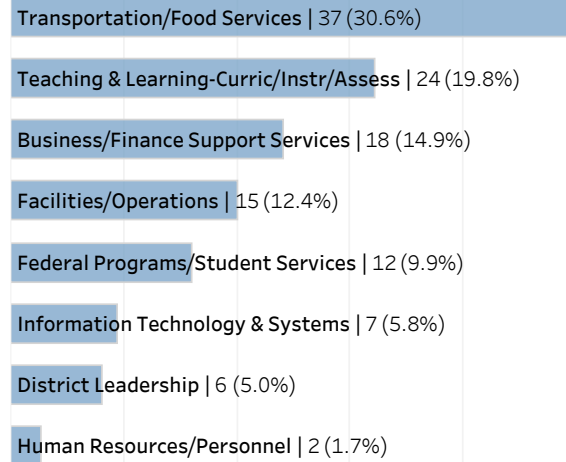 Transportation/Food Services | 37 (30.6%)
Teaching & Learning-Curric/Instr/Assess | 24 (19.8%)
Business/Finance Support Services | 18 (14.9%)
Facilities/Operations | 15 (12.4%)
Federal Programs/Student Services | 12 (9.9%)
Information Technology & Systems | 7 (5.8%)
District Leadership | 6 (5.0%)
Human Resources/Personnel | 2 (1.7%)